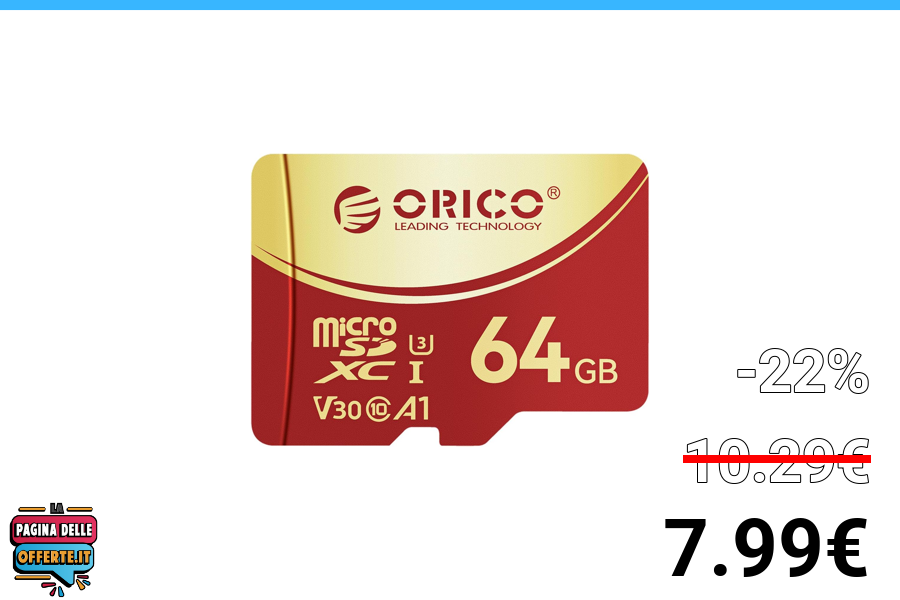 ORICO®
LEADING TECHNOLOGY
micro
SD
XC I U3
64GB
V30 10 A1
-22%
10.29€
7.99€
LA
PAGINA DELLE
OFFERTE.IT